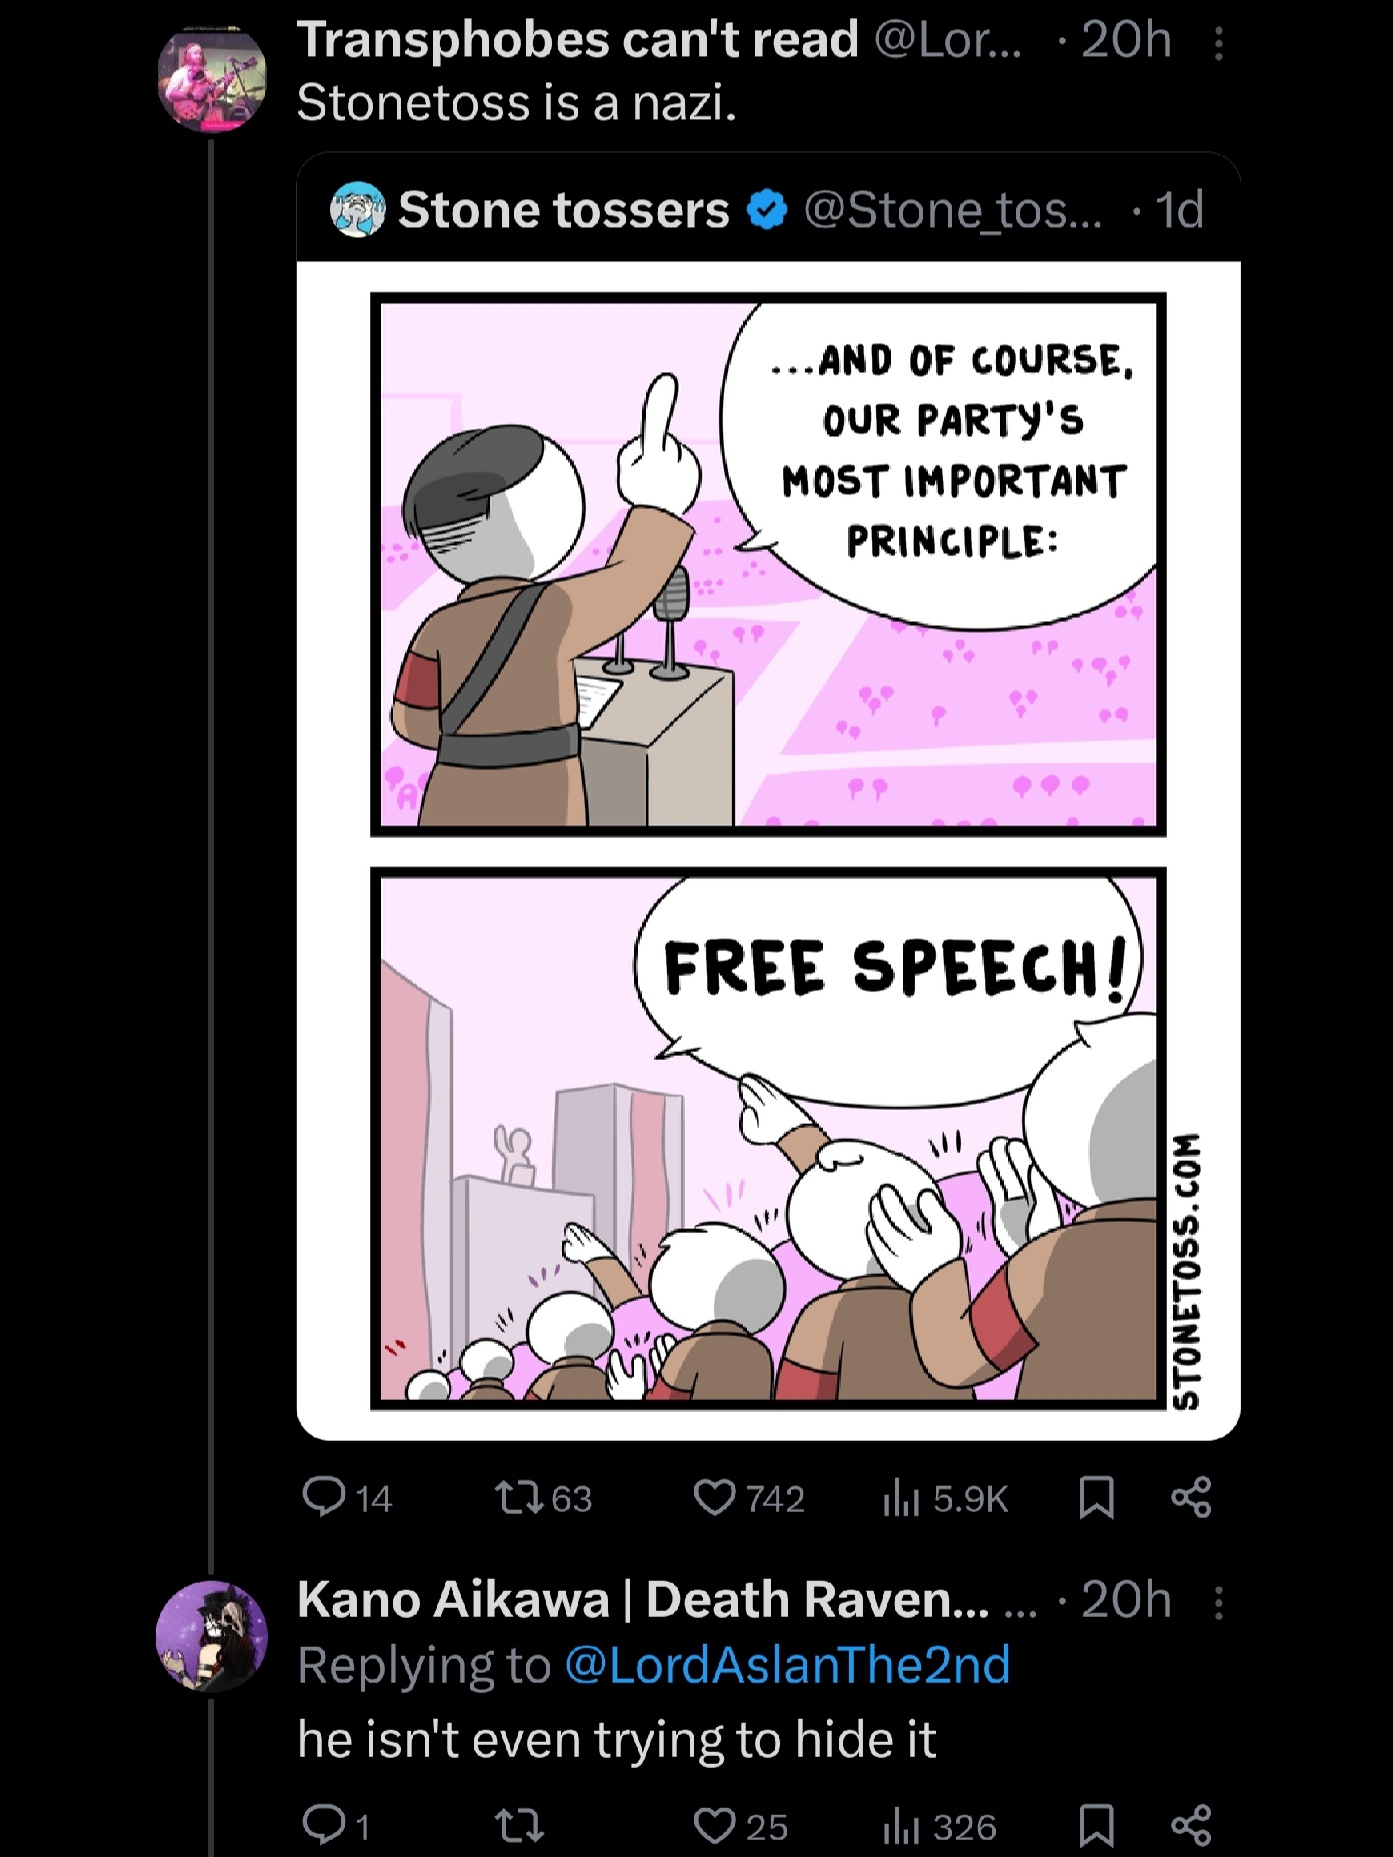 Transphobes can't read @Lor... · 20h
Stonetoss is a nazi.
Stone tossers @Stone_tos... · 1d
...AND OF COURSE,
OUR PARTY'S
MOST IMPORTANT
PRINCIPLE:
FREE SPEECH!
STONETOSS.COM
14 63 742 5.9K
Kano Aikawa | Death Raven... ... · 20h
Replying to @LordAslanThe2nd
he isn't even trying to hide it
1 25 326